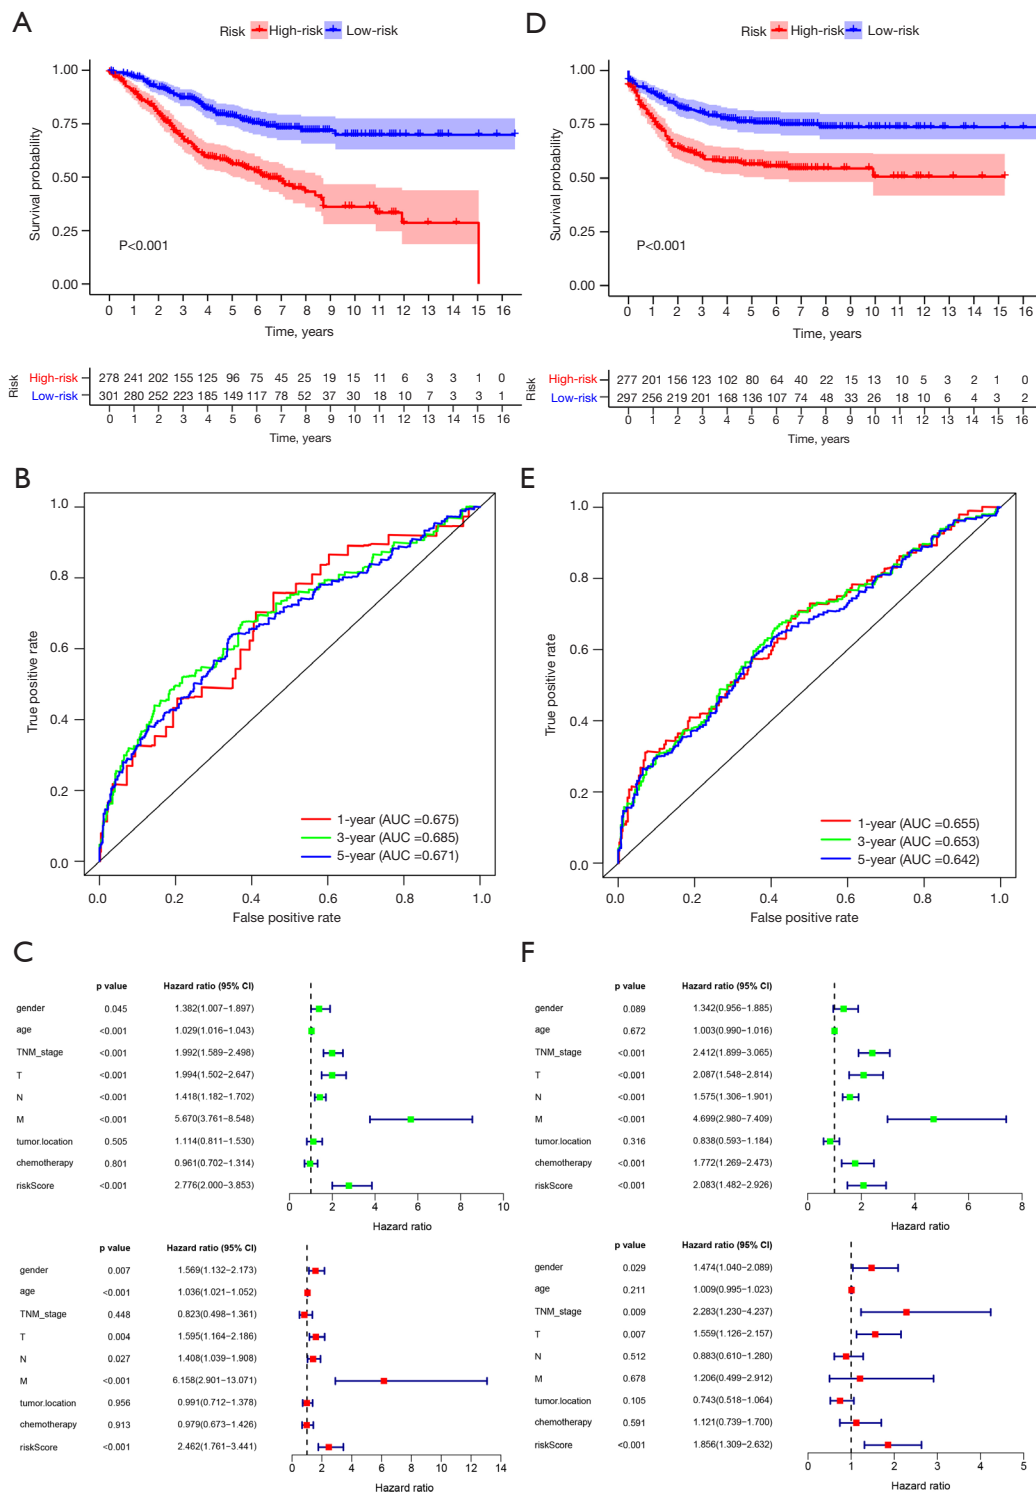 A
Risk High-risk Low-risk
1.00
0.75
0.50
0.25
0.00
Survival probability
P<0.001
0 1 2 3 4 5 6 7 8 9 10 11 12 13 14 15 16
Time, years
Risk
High-risk 278 241 202 155 125 96 75 45 25 19 15 11 6 3 3 1 0
Low-risk 301 280 252 223 185 149 117 78 52 37 30 18 10 7 3 3 1
0 1 2 3 4 5 6 7 8 9 10 11 12 13 14 15 16
Time, years
D
Risk High-risk Low-risk
1.00
0.75
0.50
0.25
0.00
Survival probability
P<0.001
0 1 2 3 4 5 6 7 8 9 10 11 12 13 14 15 16
Time, years
Risk
High-risk 277 201 156 123 102 80 64 40 22 15 13 10 5 3 2 1 0
Low-risk 297 256 219 201 168 136 107 74 48 33 26 18 10 6 4 3 2
0 1 2 3 4 5 6 7 8 9 10 11 12 13 14 15 16
Time, years
B
1.0
0.8
0.6
0.4
0.2
0.0
True positive rate
1-year (AUC =0.675)
3-year (AUC =0.685)
5-year (AUC =0.671)
0.0 0.2 0.4 0.6 0.8 1.0
False positive rate
E
1.0
0.8
0.6
0.4
0.2
0.0
True positive rate
1-year (AUC =0.655)
3-year (AUC =0.653)
5-year (AUC =0.642)
0.0 0.2 0.4 0.6 0.8 1.0
False positive rate
C
p value Hazard ratio (95% CI)
gender 0.045 1.382(1.007−1.897)
age <0.001 1.029(1.016−1.043)
TNM_stage <0.001 1.992(1.589−2.498)
T <0.001 1.994(1.502−2.647)
N <0.001 1.418(1.182−1.702)
M <0.001 5.670(3.761−8.548)
tumor.location 0.505 1.114(0.811−1.530)
chemotherapy 0.801 0.961(0.702−1.314)
riskScore <0.001 2.776(2.000−3.853)
0 2 4 6 8 10
Hazard ratio
p value Hazard ratio (95% CI)
gender 0.007 1.569(1.132−2.173)
age <0.001 1.036(1.021−1.052)
TNM_stage 0.448 0.823(0.498−1.361)
T 0.004 1.595(1.164−2.186)
N 0.027 1.408(1.039−1.908)
M <0.001 6.158(2.901−13.071)
tumor.location 0.956 0.991(0.712−1.378)
chemotherapy 0.913 0.979(0.673−1.426)
riskScore <0.001 2.462(1.761−3.441)
0 2 4 6 8 10 12 14
Hazard ratio
F
p value Hazard ratio (95% CI)
gender 0.089 1.342(0.956−1.885)
age 0.672 1.003(0.990−1.016)
TNM_stage <0.001 2.412(1.899−3.065)
T <0.001 2.087(1.548−2.814)
N <0.001 1.575(1.306−1.901)
M <0.001 4.699(2.980−7.409)
tumor.location 0.316 0.838(0.593−1.184)
chemotherapy <0.001 1.772(1.269−2.473)
riskScore <0.001 2.083(1.482−2.926)
0 2 4 6 8
Hazard ratio
p value Hazard ratio (95% CI)
gender 0.029 1.474(1.040−2.089)
age 0.211 1.009(0.995−1.023)
TNM_stage 0.009 2.283(1.230−4.237)
T 0.007 1.559(1.126−2.157)
N 0.512 0.883(0.610−1.280)
M 0.678 1.206(0.499−2.912)
tumor.location 0.105 0.743(0.518−1.064)
chemotherapy 0.591 1.121(0.739−1.700)
riskScore <0.001 1.856(1.309−2.632)
0 1 2 3 4 5
Hazard ratio